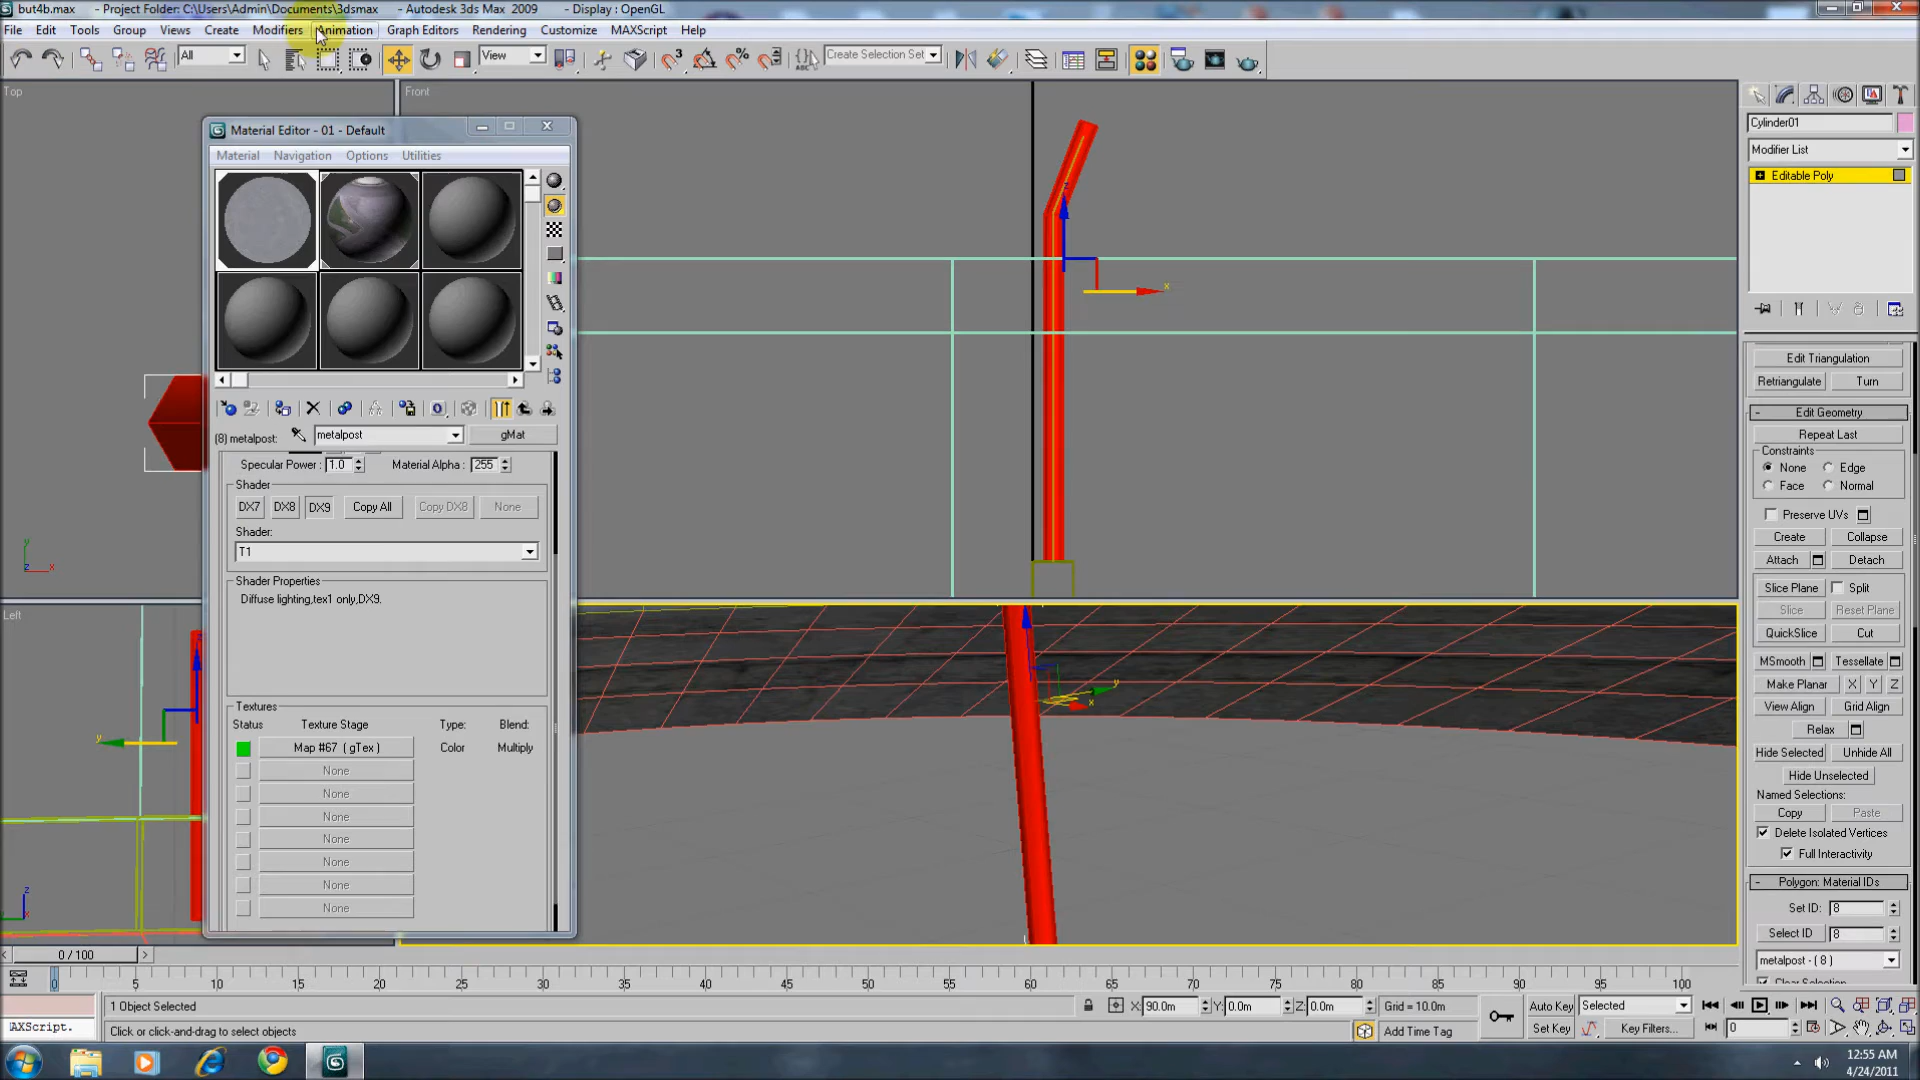 but4b.max - Project Folder: C:\Users\Admin\Documents\3dsmax - Autodesk 3ds Max 2009 - Display : OpenGL
File Edit Tools Group Views Create Modifiers Animation Graph Editors Rendering Customize MAXScript Help
All View Create Selection Set
Top
Front
Left
Material Editor - 01 - Default
Material Navigation Options Utilities
(8) metalpost: metalpost gMat
Specular Power : 1.0 Material Alpha : 255
Shader
DX7 DX8 DX9 Copy All Copy DX8 None
Shader:
T1
Shader Properties
Diffuse lighting,tex1 only,DX9.
Textures
Status Texture Stage Type: Blend:
Map #67 ( gTex ) Color Multiply
None
None
None
None
None
None
None
Cylinder01
Modifier List
Editable Poly
Edit Triangulation
Retriangulate Turn
- Edit Geometry
Repeat Last
Constraints
None Edge
Face Normal
Preserve UVs
Create Collapse
Attach Detach
Slice Plane Split
Slice Reset Plane
QuickSlice Cut
MSmooth Tessellate
Make Planar X Y Z
View Align Grid Align
Relax
Hide Selected Unhide All
Hide Unselected
Named Selections:
Copy Paste
Delete Isolated Vertices
Full Interactivity
- Polygon: Material IDs
Set ID: 8
Select ID 8
metalpost - ( 8 )
Clear Selection
0 / 100
0 5 10 15 20 25 30 35 40 45 50 55 60 65 70 75 80 85 90 95 100
1 Object Selected X: 90.0m Y: 0.0m Z: 0.0m Grid = 10.0m Auto Key Selected
AXScript. Click or click-and-drag to select objects Add Time Tag Set Key Key Filters... 0
12:55 AM
4/24/2011